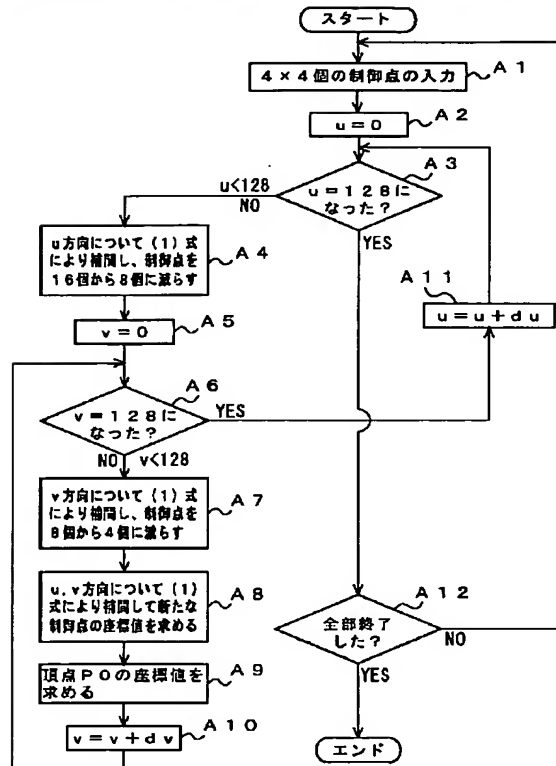 スタート
4×4個の制御点の入力
A1
u=0
A2
u=128に
なった?
A3
u<128
NO
YES
u方向について(1)式
により補間し、制御点を
16個から8個に減らす
A4
v=0
A5
v=128に
なった?
A6
YES
NO v<128
u=u+du
A11
v方向について(1)式
により補間し、制御点を
8個から4個に減らす
A7
u,v方向について(1)
式により補間して新たな
制御点の座標値を求める
A8
頂点P0の座標値を
求める
A9
v=v+dv
A10
全部終了
した?
A12
NO
YES
エンド